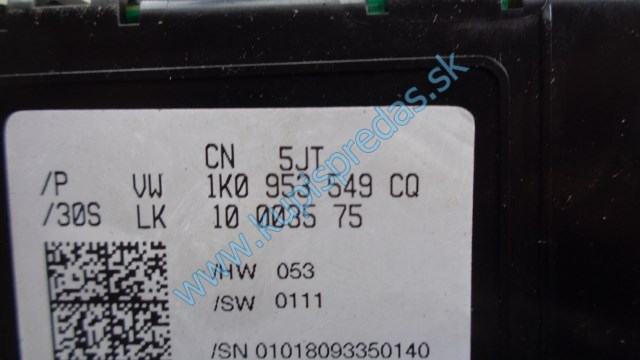 CN 5JT
/P VW 1K0 953 549 CQ
/30S LK 10 0035 75
/HW 053
/SW 0111
/SN 01018093350140
www.kupispredas.sk